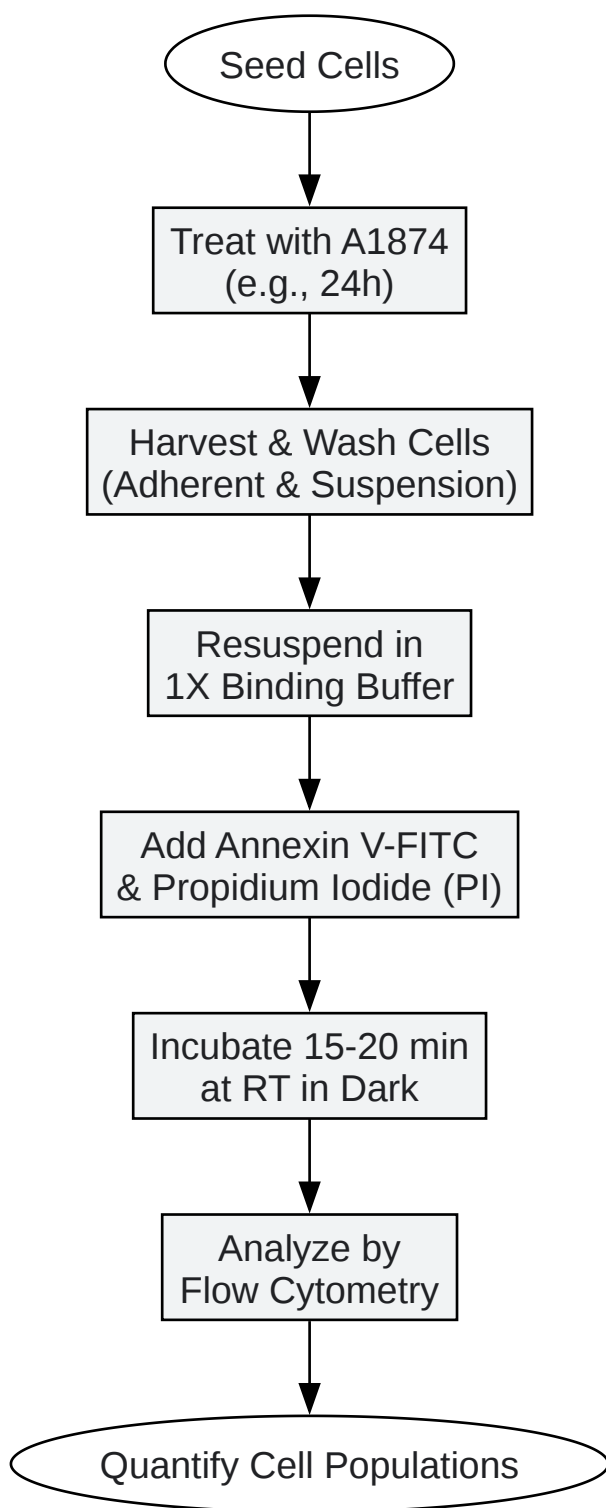 Seed Cells
Treat with A1874
(e.g., 24h)
Harvest & Wash Cells
(Adherent & Suspension)
Resuspend in
1X Binding Buffer
Add Annexin V-FITC
& Propidium Iodide (PI)
Incubate 15-20 min
at RT in Dark
Analyze by
Flow Cytometry
Quantify Cell Populations